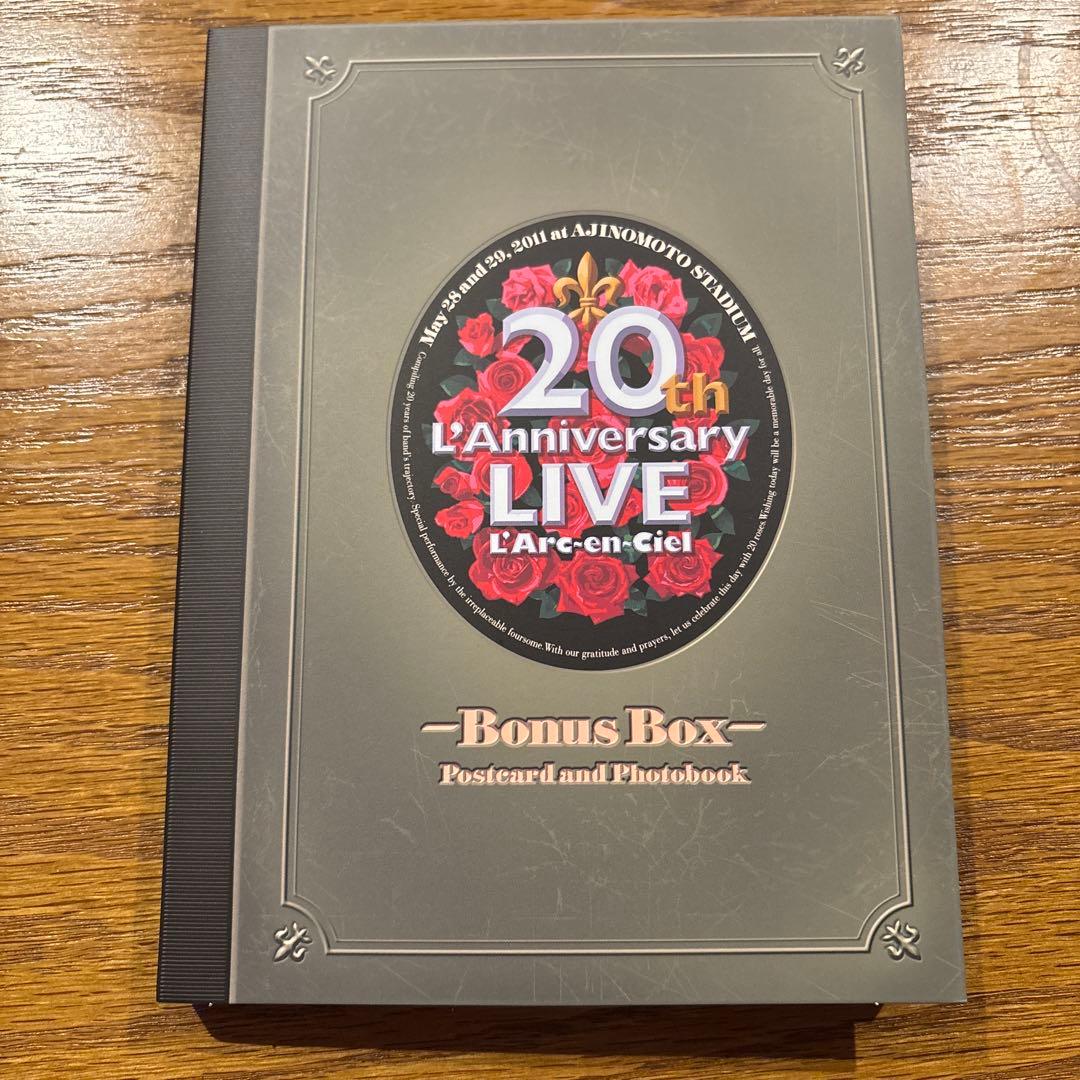 May 28 and 29, 2011 at AJINOMOTO STADIUM
20th
L'Anniversary
LIVE
L'Arc~en~Ciel
Compiling 20 years of band's trajectory. Special performance by the irreplaceable foursome. With our gratitude and prayers, let us celebrate this day with 20 roses. Wishing today will be a memorable day for all.
-Bonus Box-
Postcard and Photobook